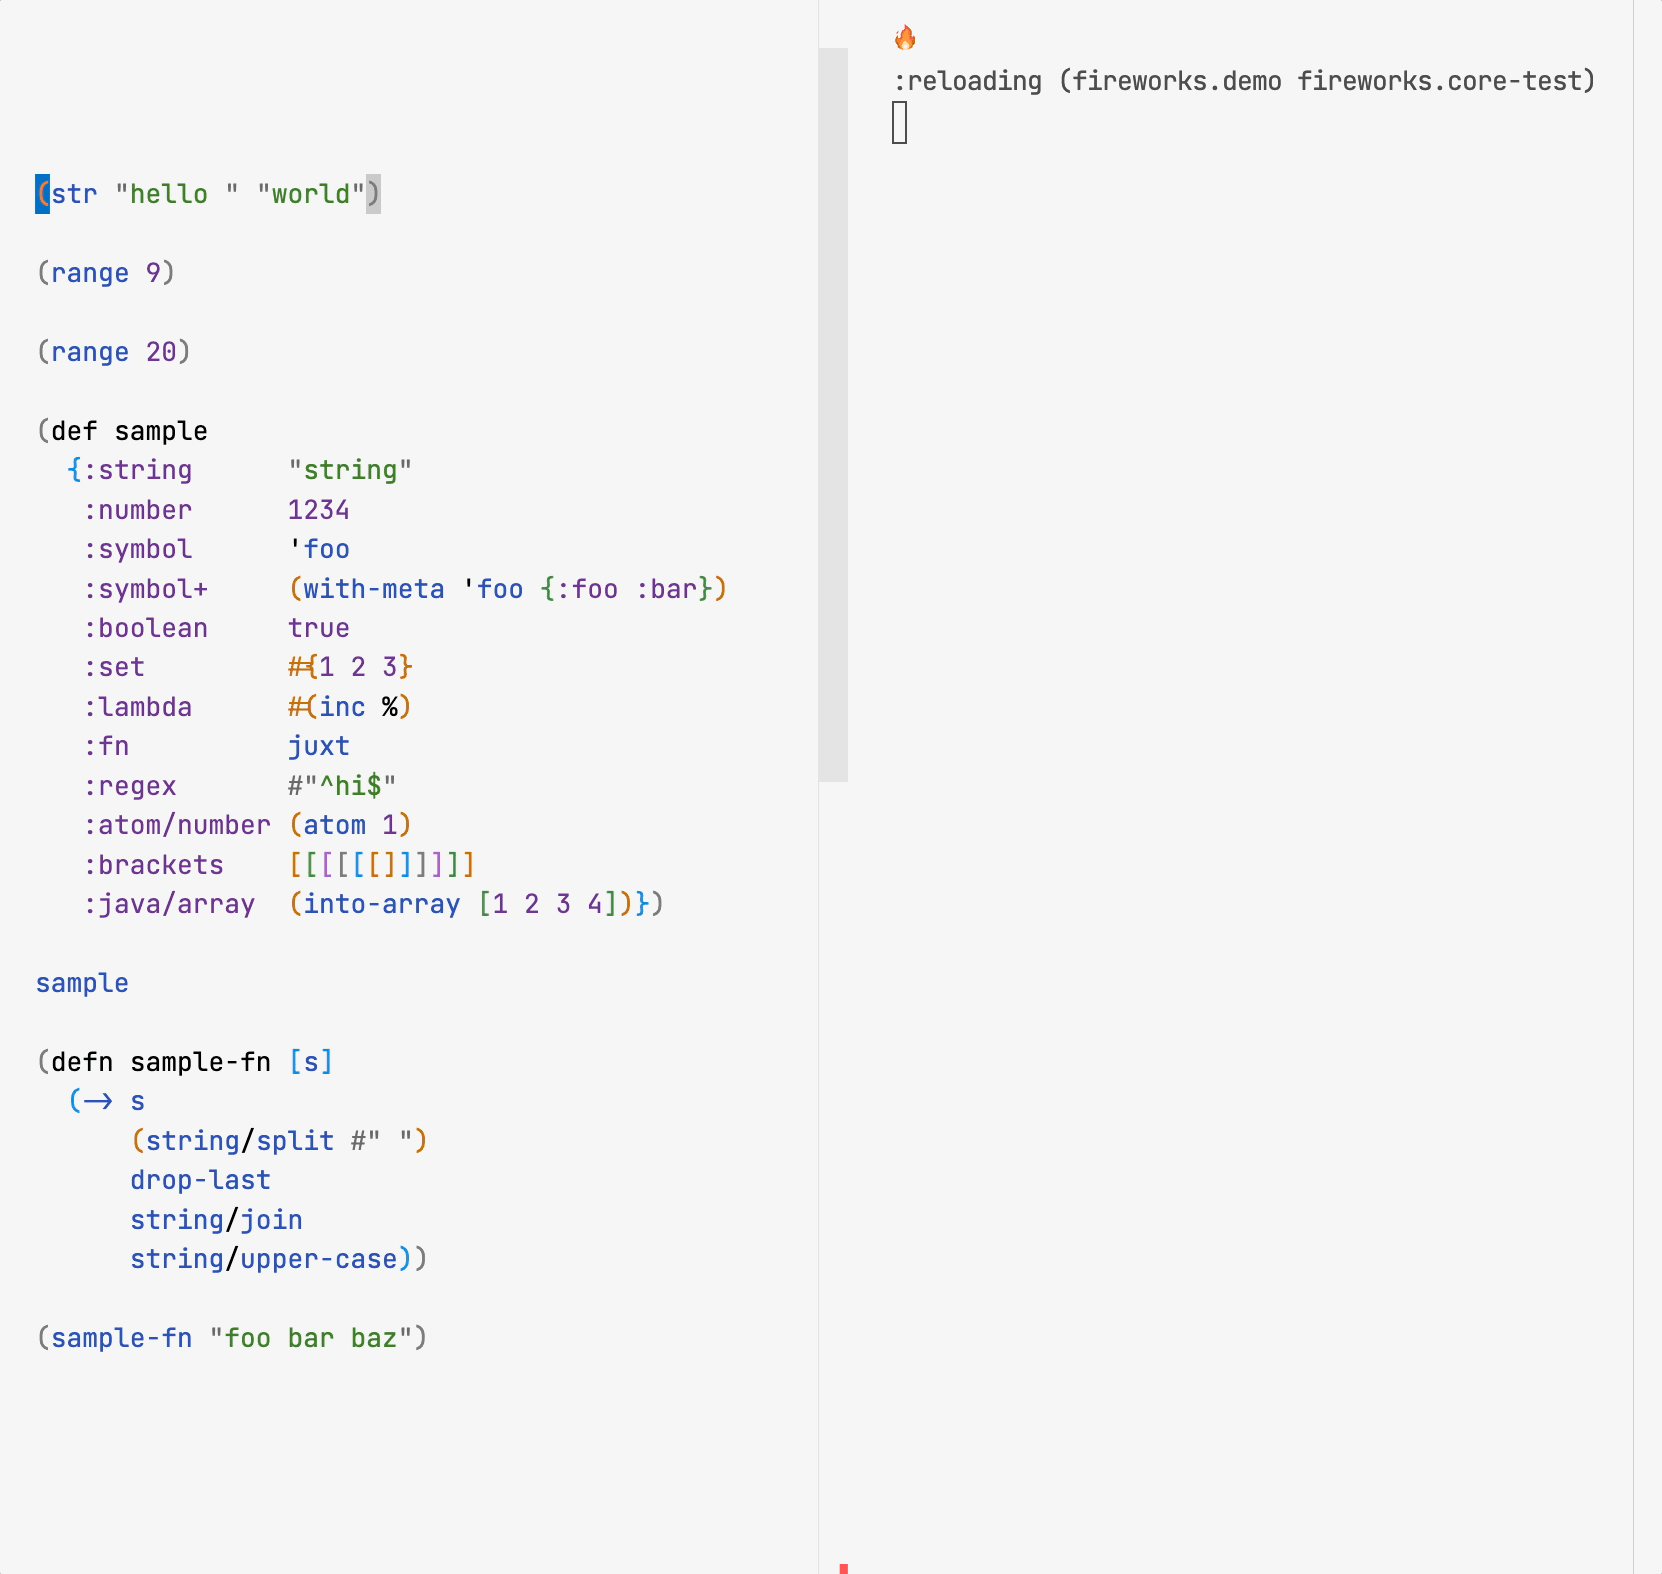 (str "hello " "world")
(range 9)
(range 20)
(def sample
  {:string      "string"
   :number      1234
   :symbol      'foo
   :symbol+     (with-meta 'foo {:foo :bar})
   :boolean     true
   :set         #{1 2 3}
   :lambda      #(inc %)
   :fn          juxt
   :regex       #"^hi$"
   :atom/number (atom 1)
   :brackets    [[[[[[]]]]]]
   :java/array  (into-array [1 2 3 4])})
sample
(defn sample-fn [s]
  (-> s
      (string/split #" ")
      drop-last
      string/join
      string/upper-case))
(sample-fn "foo bar baz")
🔥
:reloading (fireworks.demo fireworks.core-test)